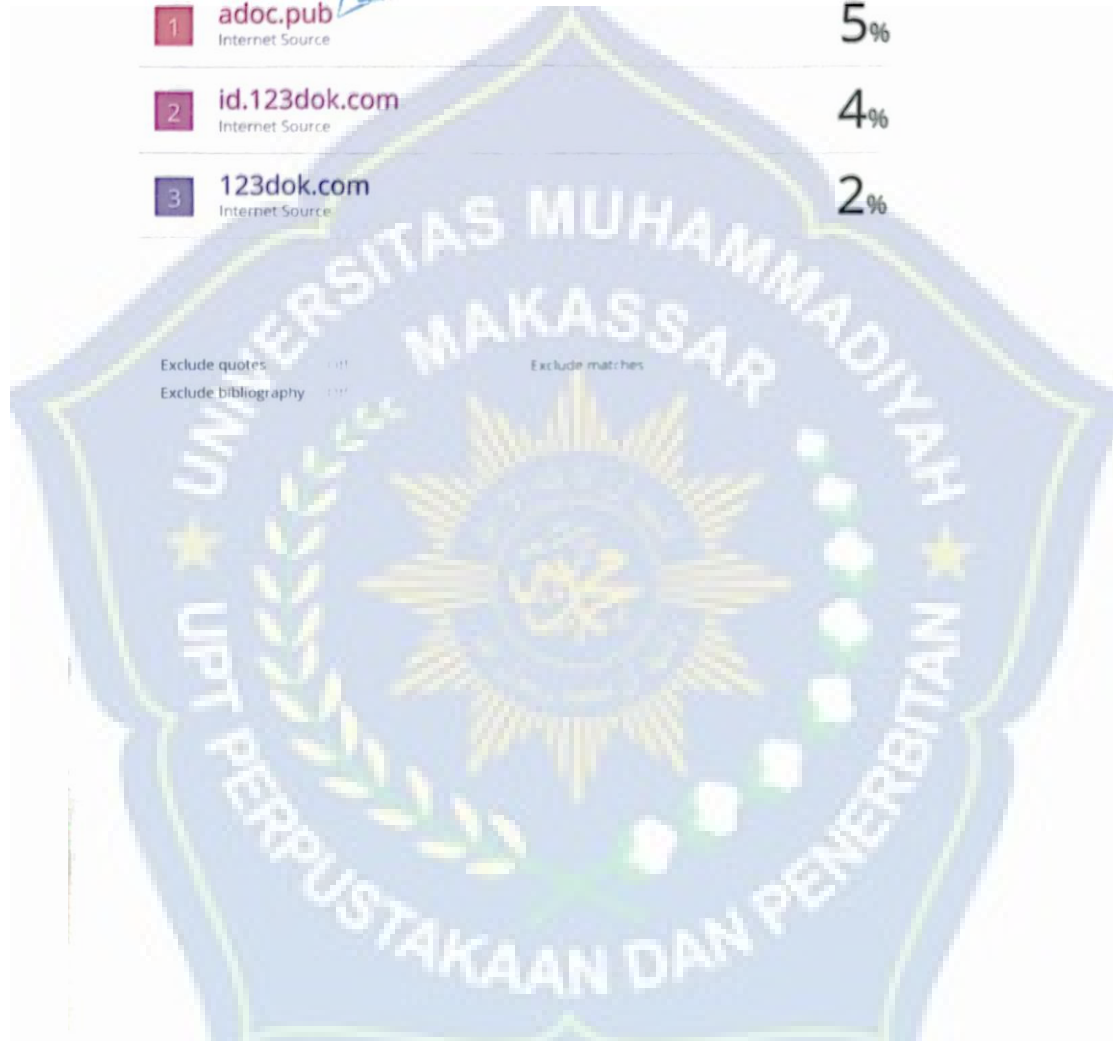 1 adoc.pub
Internet Source
5%
2 id.123dok.com
Internet Source
4%
3 123dok.com
Internet Source
2%
UNIVERSITAS MUHAMMADIYAH
MAKASSAR
Exclude quotes
Exclude matches
Exclude bibliography
UPT PERPUSTAKAAN DAN PENERBITAN